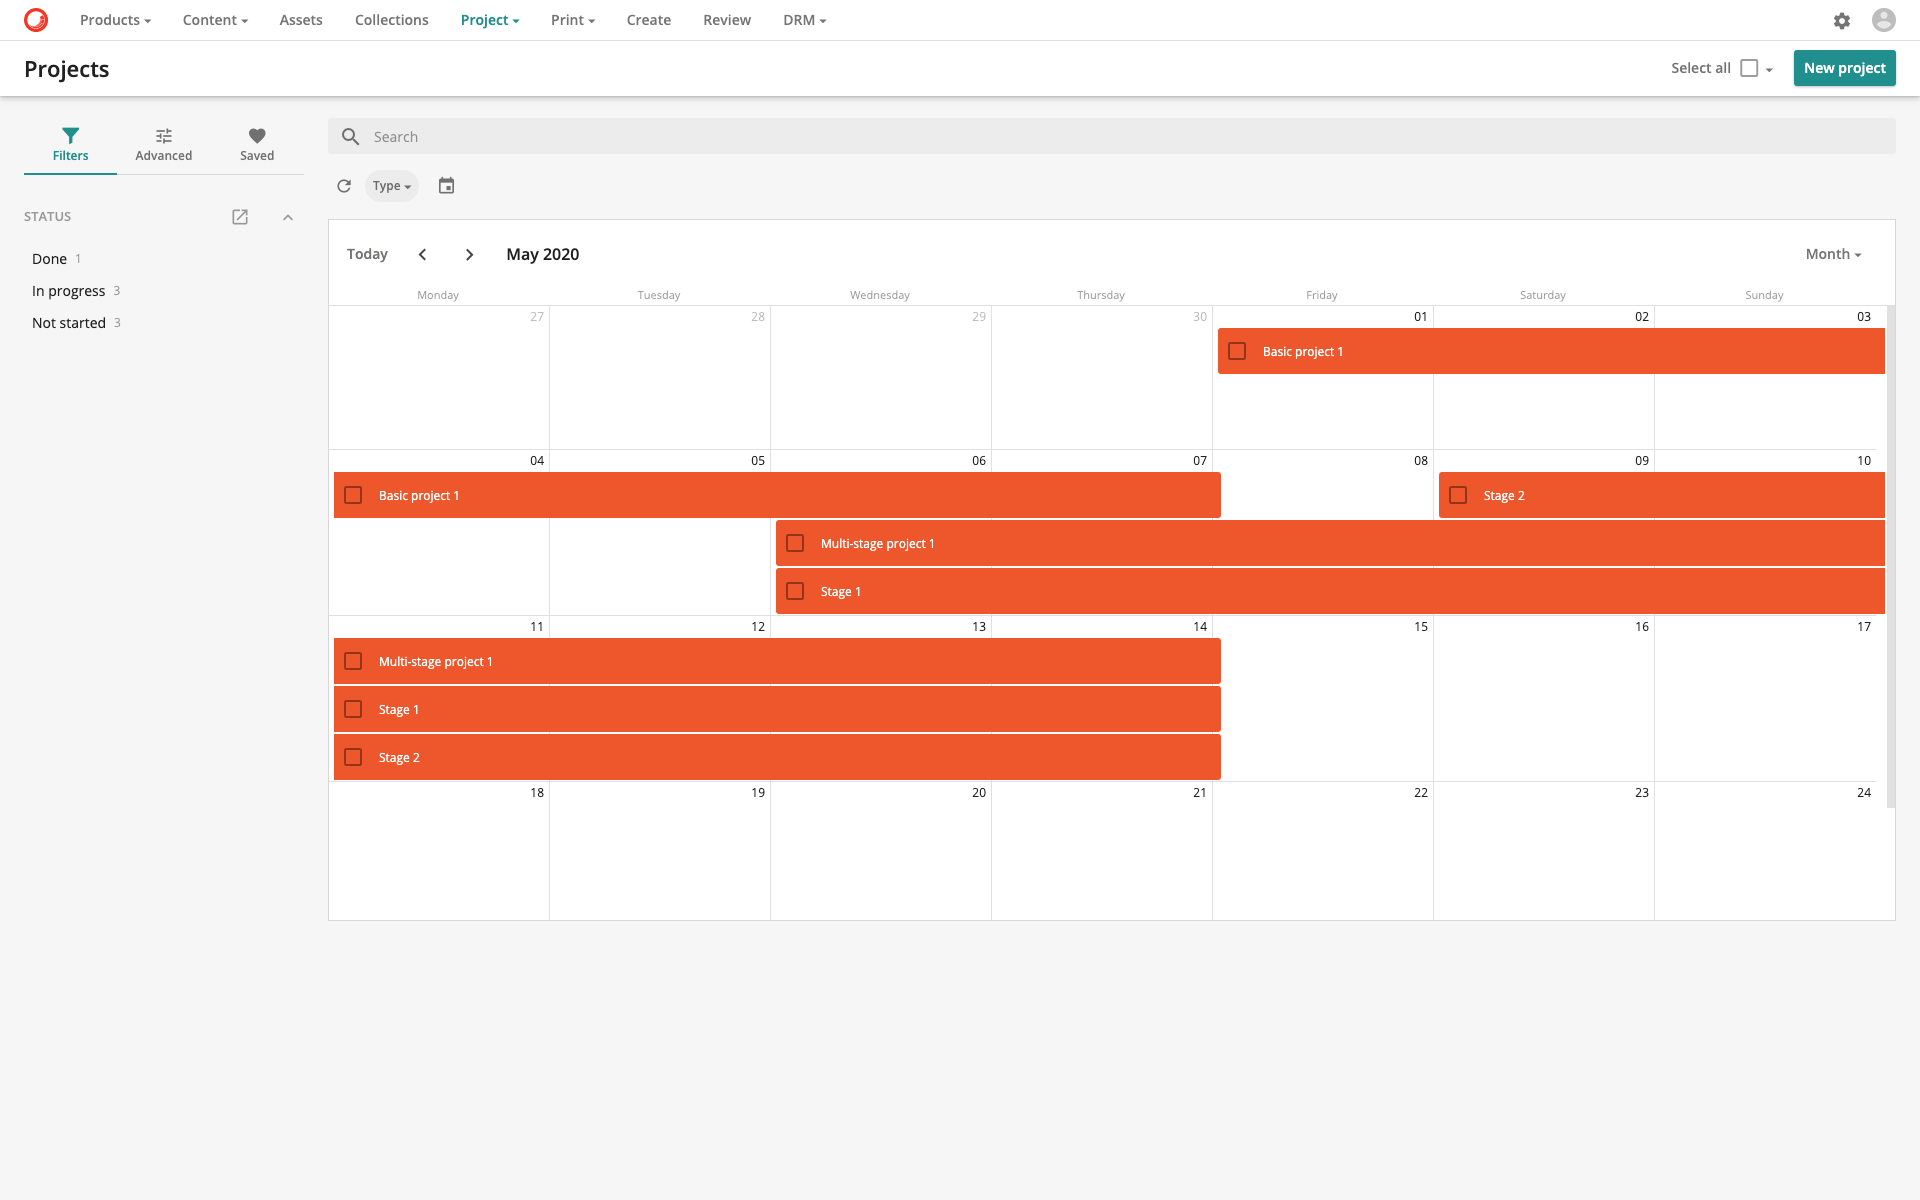 Products Content Assets Collections Project Print Create Review DRM
Projects
Select all New project
Filters Advanced Saved
Search
Type
STATUS
Done 1
In progress 3
Not started 3
Today May 2020 Month
Monday Tuesday Wednesday Thursday Friday Saturday Sunday
27 28 29 30 01 02 03
Basic project 1
04 05 06 07 08 09 10
Basic project 1 Stage 2
Multi-stage project 1
Stage 1
11 12 13 14 15 16 17
Multi-stage project 1
Stage 1
Stage 2
18 19 20 21 22 23 24